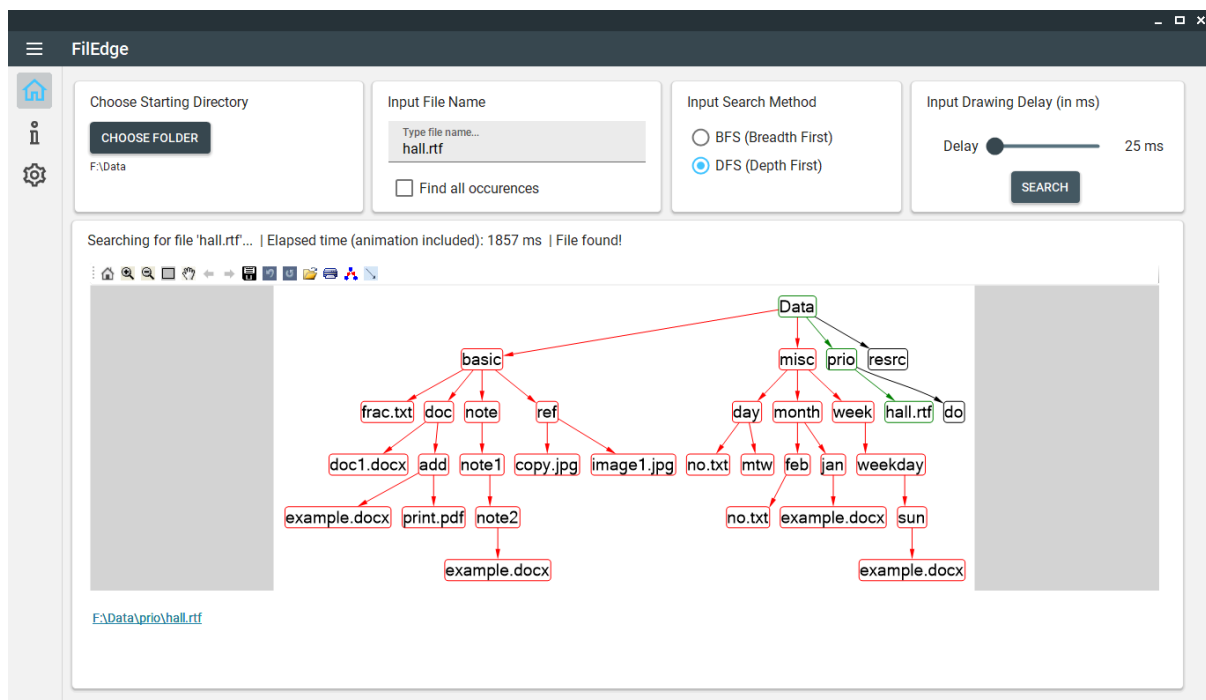 FilEdge
Choose Starting Directory
CHOOSE FOLDER
F:\Data
Input File Name
Type file name...
hall.rtf
Find all occurences
Input Search Method
BFS (Breadth First)
DFS (Depth First)
Input Drawing Delay (in ms)
Delay 25 ms
SEARCH
Searching for file 'hall.rtf'... | Elapsed time (animation included): 1857 ms | File found!
Data
basic misc prio resrc
frac.txt doc note ref day month week hall.rtf do
doc1.docx add note1 copy.jpg image1.jpg no.txt mtw feb jan weekday
example.docx print.pdf note2 no.txt example.docx sun
example.docx example.docx
F:\Data\prio\hall.rtf